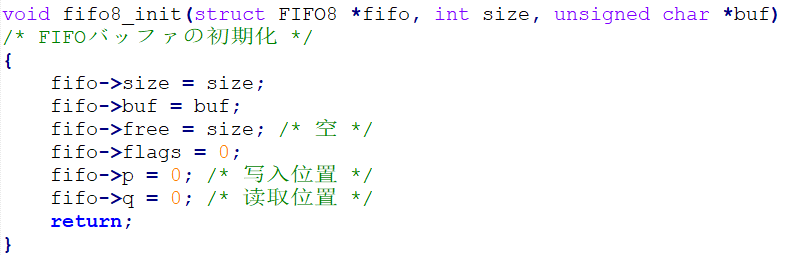 void fifo8_init(struct FIFO8 *fifo, int size, unsigned char *buf)
/* FIFOバッファの初期化 */
{
    fifo->size = size;
    fifo->buf = buf;
    fifo->free = size; /* 空 */
    fifo->flags = 0;
    fifo->p = 0; /* 写入位置 */
    fifo->q = 0; /* 读取位置 */
    return;
}